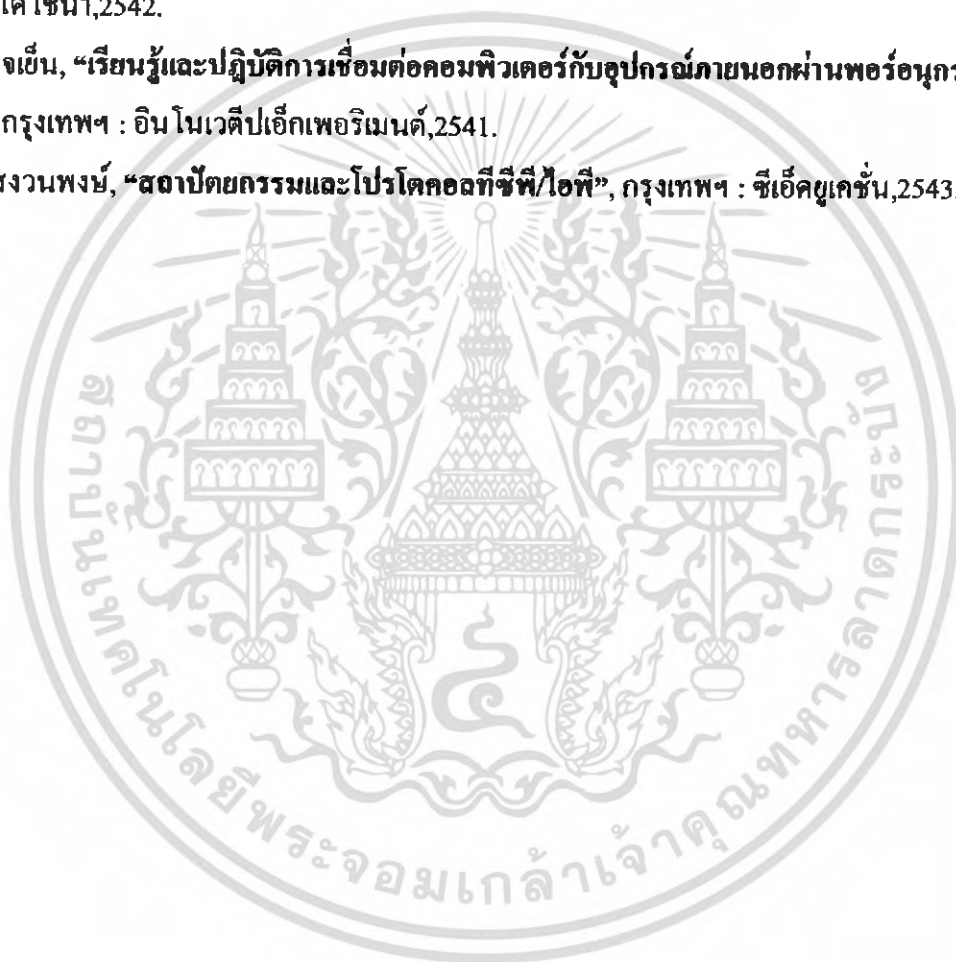 โชนา,2542.
จเย็น, “เรียนรู้และปฏิบัติการเชื่อมต่อคอมพิวเตอร์กับอุปกรณ์ภายนอกผ่านพอร์อนุกร
กรุงเทพฯ : อินโนเวตีปเอ็กเพอริเมนต์,2541.
สงวนพงษ์, “สถาปัตยกรรมและโปรโตคอลทีซีพี/ไอพี”, กรุงเทพฯ : ซีเอ็คยูเคชั่น,2543.
สถาบันเทคโนโลยีพระจอมเกล้าเจ้าคุณทหารลาดกระบัง